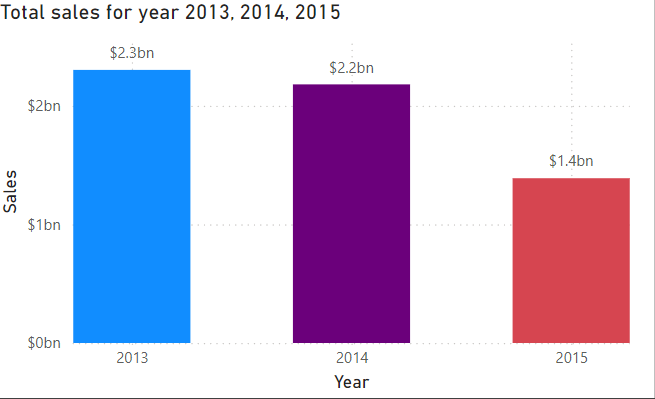 Total sales for year 2013, 2014, 2015
$2.3bn
$2.2bn
$2bn
$1.4bn
Sales
$1bn
$0bn
2013 2014 2015
Year